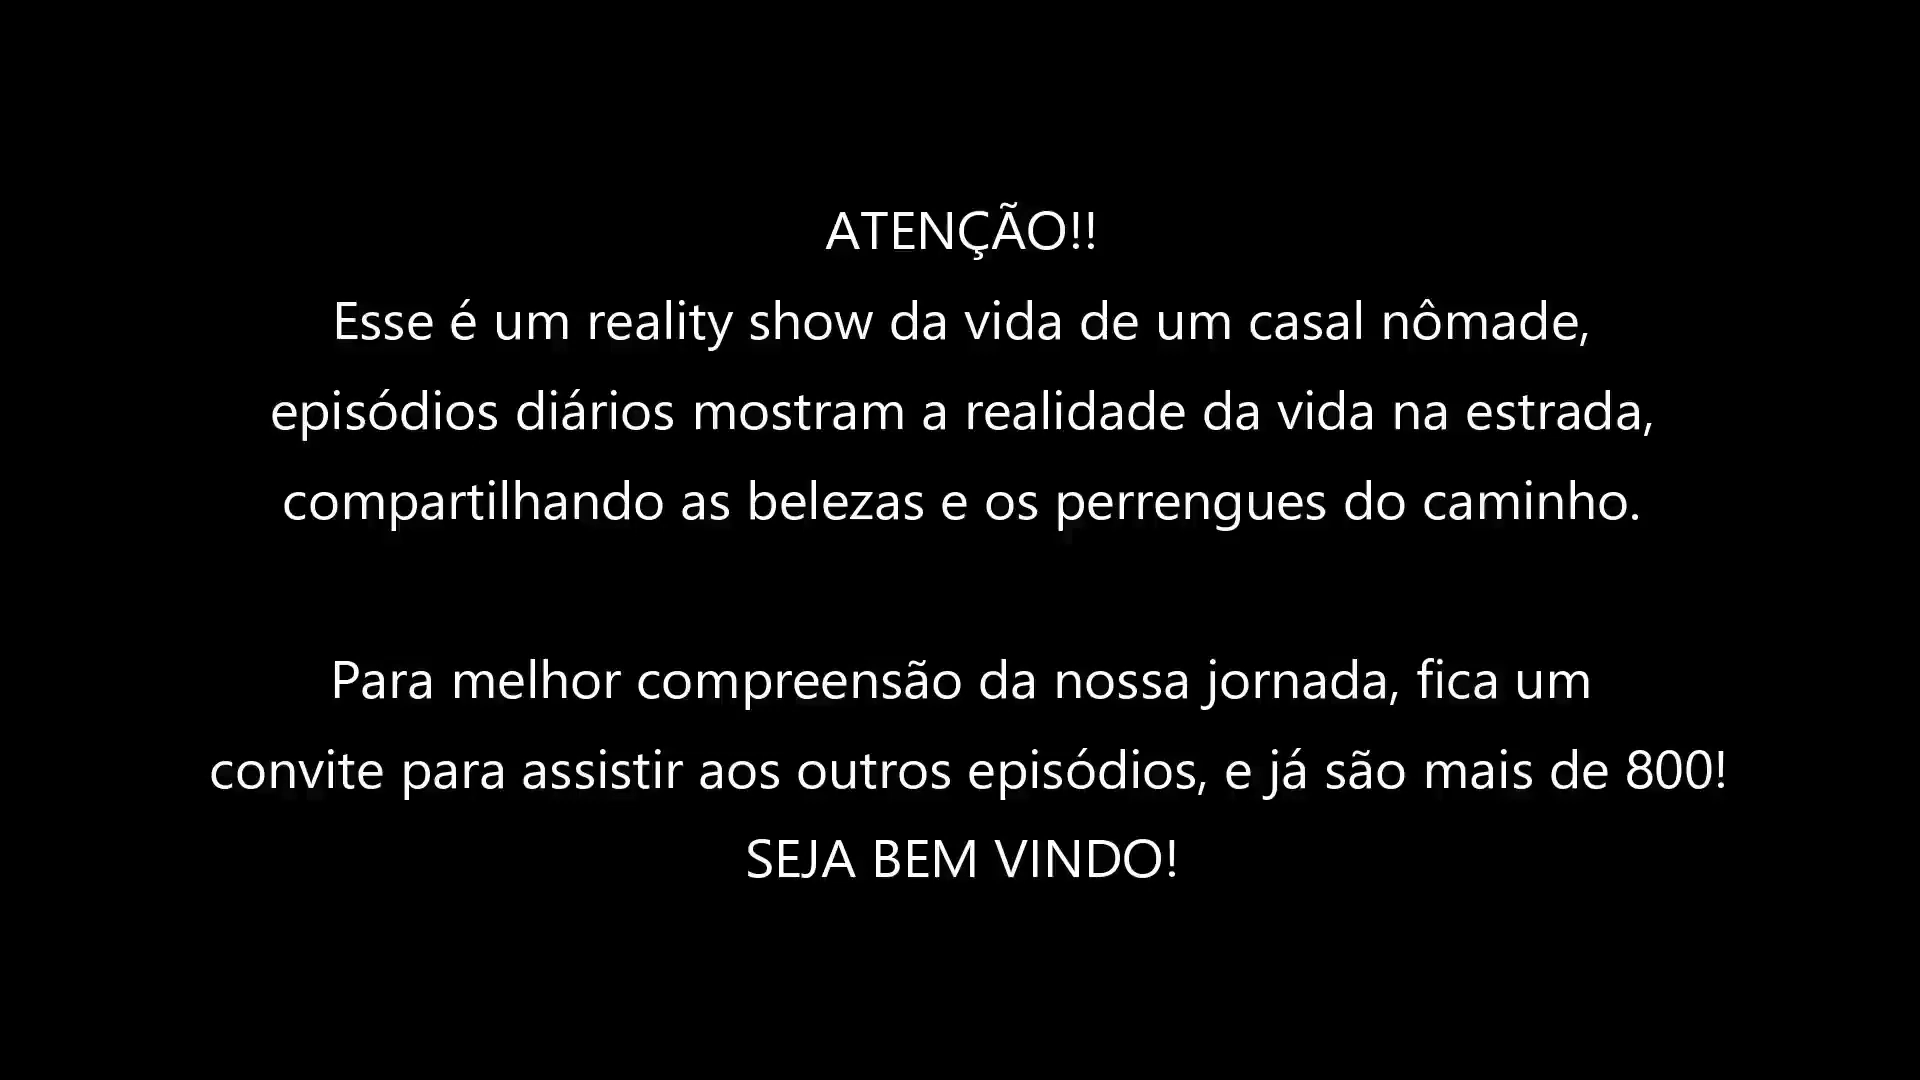 ATENÇÃO!!
Esse é um reality show da vida de um casal nômade,
episódios diários mostram a realidade da vida na estrada,
compartilhando as belezas e os perrengues do caminho.
Para melhor compreensão da nossa jornada, fica um
convite para assistir aos outros episódios, e já são mais de 800!
SEJA BEM VINDO!